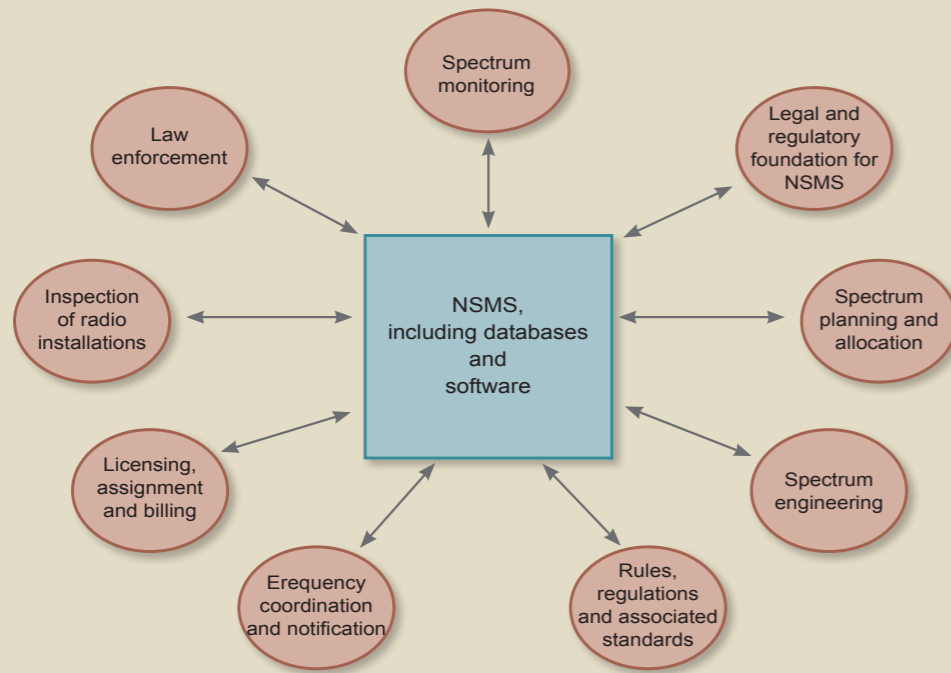 Spectrum
monitoring
Law
enforcement
Legal and
regulatory
foundation for
NSMS
Inspection
of radio
installations
NSMS,
including databases
and
software
Spectrum
planning and
allocation
Licensing,
assignment
and billing
Spectrum
engineering
Erequency
coordination
and notification
Rules,
regulations
and associated
standards